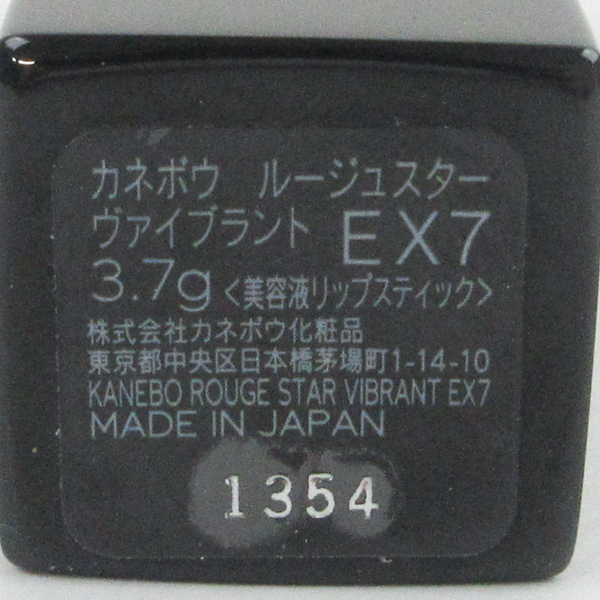 カネボウ ルージュスター
ヴァイブラント EX7
3.7g <美容液リップスティック>
株式会社カネボウ化粧品
東京都中央区日本橋茅場町1-14-10
KANEBO ROUGE STAR VIBRANT EX7
MADE IN JAPAN
1354